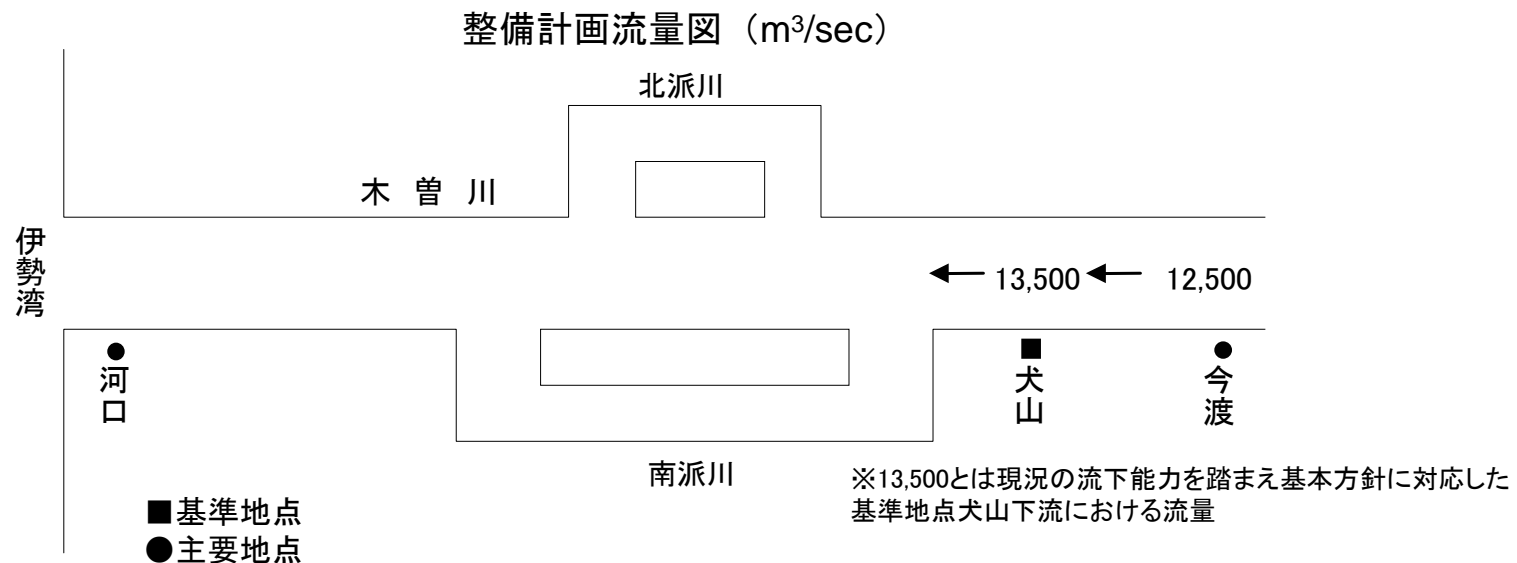 整備計画流量図（m³/sec）
北派川
木 曽 川
伊勢湾
13,500
12,500
河口
犬山
今渡
南派川
※13,500とは現況の流下能力を踏まえ基本方針に対応した
基準地点犬山下流における流量
■基準地点
●主要地点